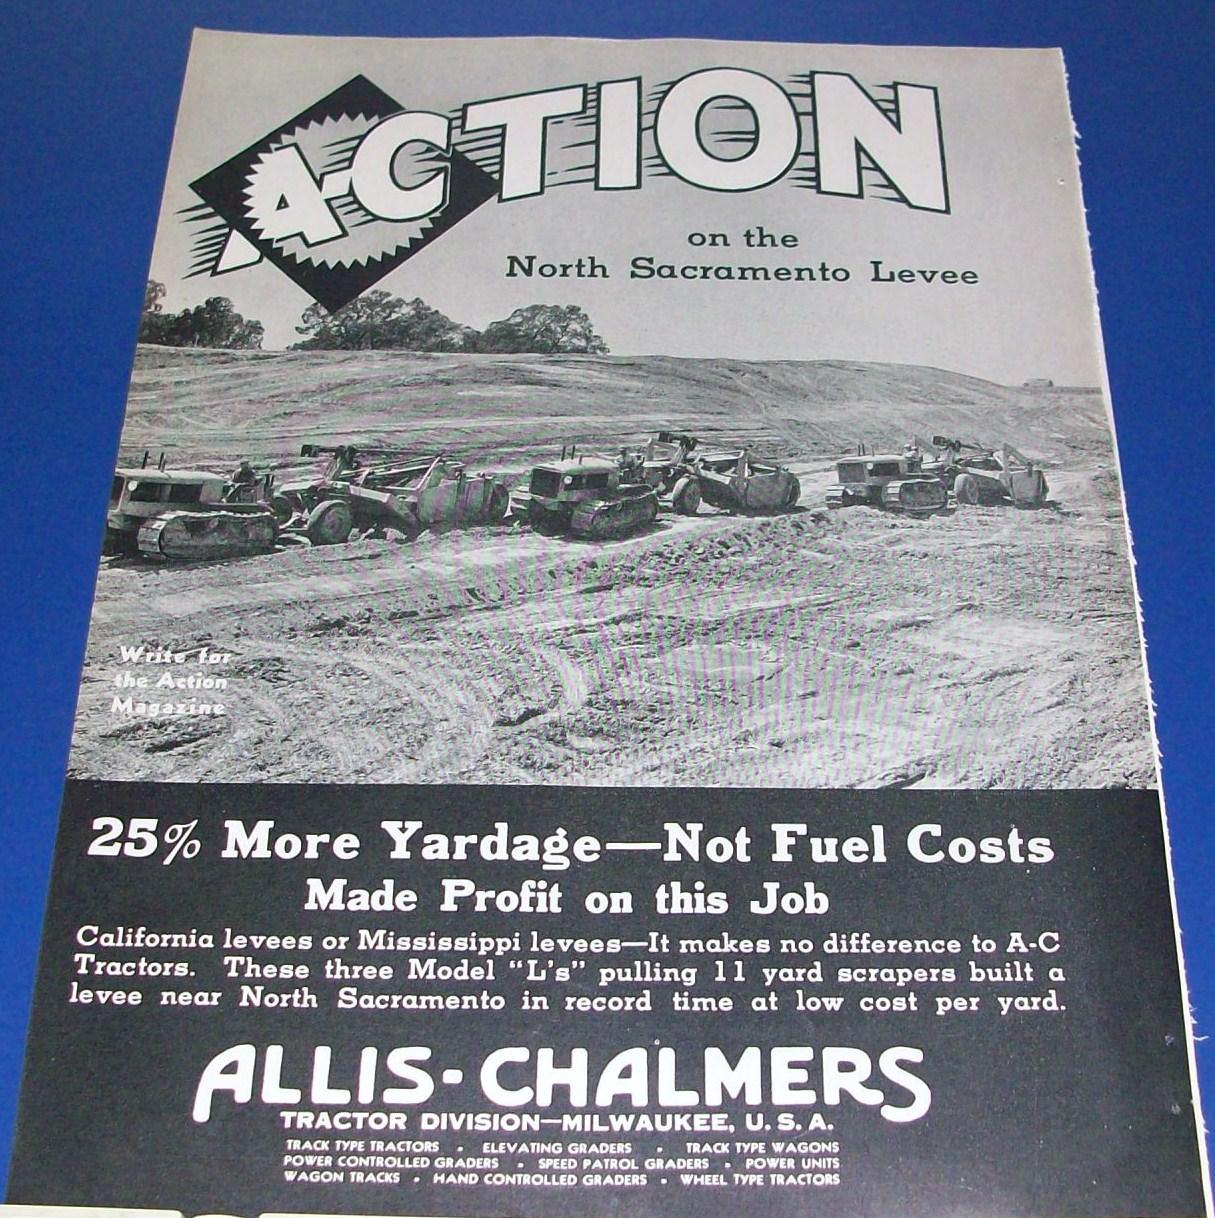 A-CTION
on the
North Sacramento Levee
Write for
the Action
Magazine
25% More Yardage—Not Fuel Costs
Made Profit on this Job
California levees or Mississippi levees—It makes no difference to A-C
Tractors. These three Model "L's" pulling 11 yard scrapers built a
levee near North Sacramento in record time at low cost per yard.
ALLIS-CHALMERS
TRACTOR DIVISION—MILWAUKEE, U. S. A.
TRACK TYPE TRACTORS • ELEVATING GRADERS • TRACK TYPE WAGONS
POWER CONTROLLED GRADERS • SPEED PATROL GRADERS • POWER UNITS
WAGON TRACKS • HAND CONTROLLED GRADERS • WHEEL TYPE TRACTORS